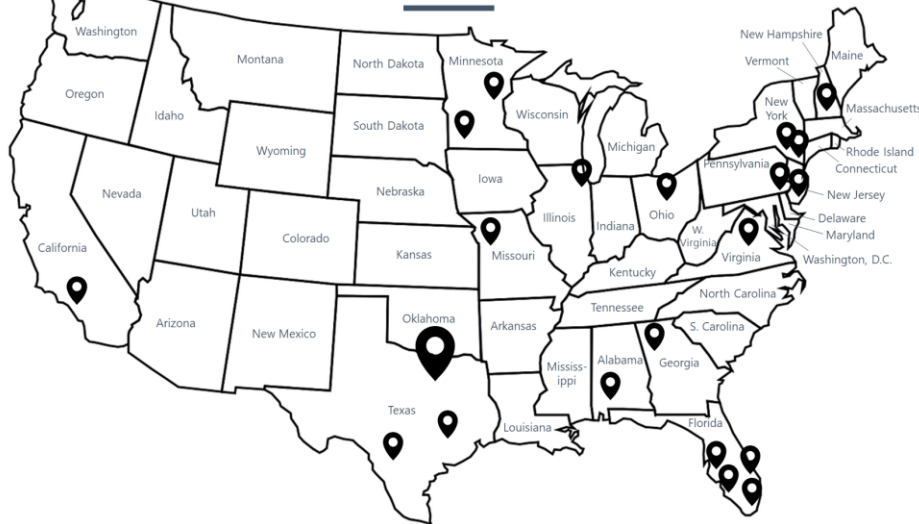 Washington
New Hampshire
Maine
Vermont
Montana
North Dakota
Minnesota
Oregon
Idaho
New
York
Massachusetts
Wisconsin
South Dakota
Michigan
Wyoming
Rhode Island
Connecticut
Pennsylvania
Iowa
Nebraska
Nevada
New Jersey
Utah
Illinois
Ohio
Delaware
Indiana
Maryland
W.
Virginia
Colorado
California
Kansas
Missouri
Virginia
Washington, D.C.
Kentucky
North Carolina
Tennessee
Oklahoma
Arizona
New Mexico
Arkansas
S. Carolina
Mississ-
ippi
Alabama
Georgia
Texas
Louisiana
Florida